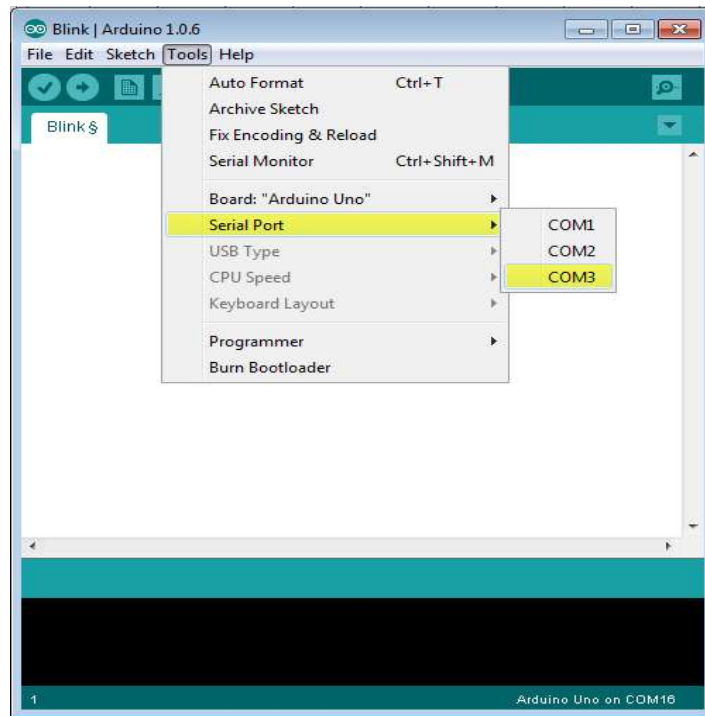 Blink | Arduino 1.0.6
File Edit Sketch Tools Help
Auto Format Ctrl+T
Archive Sketch
Fix Encoding & Reload
Serial Monitor Ctrl+Shift+M
Blink §
Board: "Arduino Uno"
Serial Port
USB Type
CPU Speed
Keyboard Layout
Programmer
Burn Bootloader
COM1
COM2
COM3
1 Arduino Uno on COM16